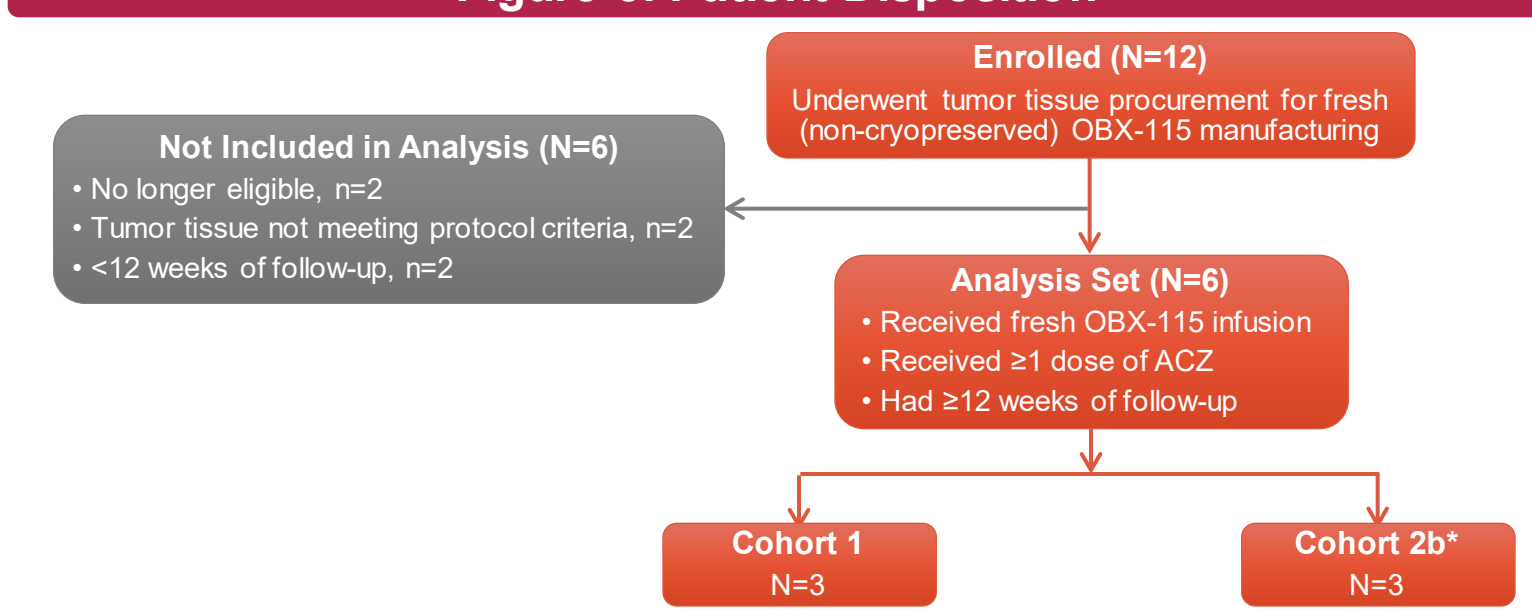 Enrolled (N=12)
Underwent tumor tissue procurement for fresh
(non-cryopreserved) OBX-115 manufacturing
Not Included in Analysis (N=6)
• No longer eligible, n=2
• Tumor tissue not meeting protocol criteria, n=2
• <12 weeks of follow-up, n=2
Analysis Set (N=6)
• Received fresh OBX-115 infusion
• Received ≥1 dose of ACZ
• Had ≥12 weeks of follow-up
Cohort 1
N=3
Cohort 2b*
N=3